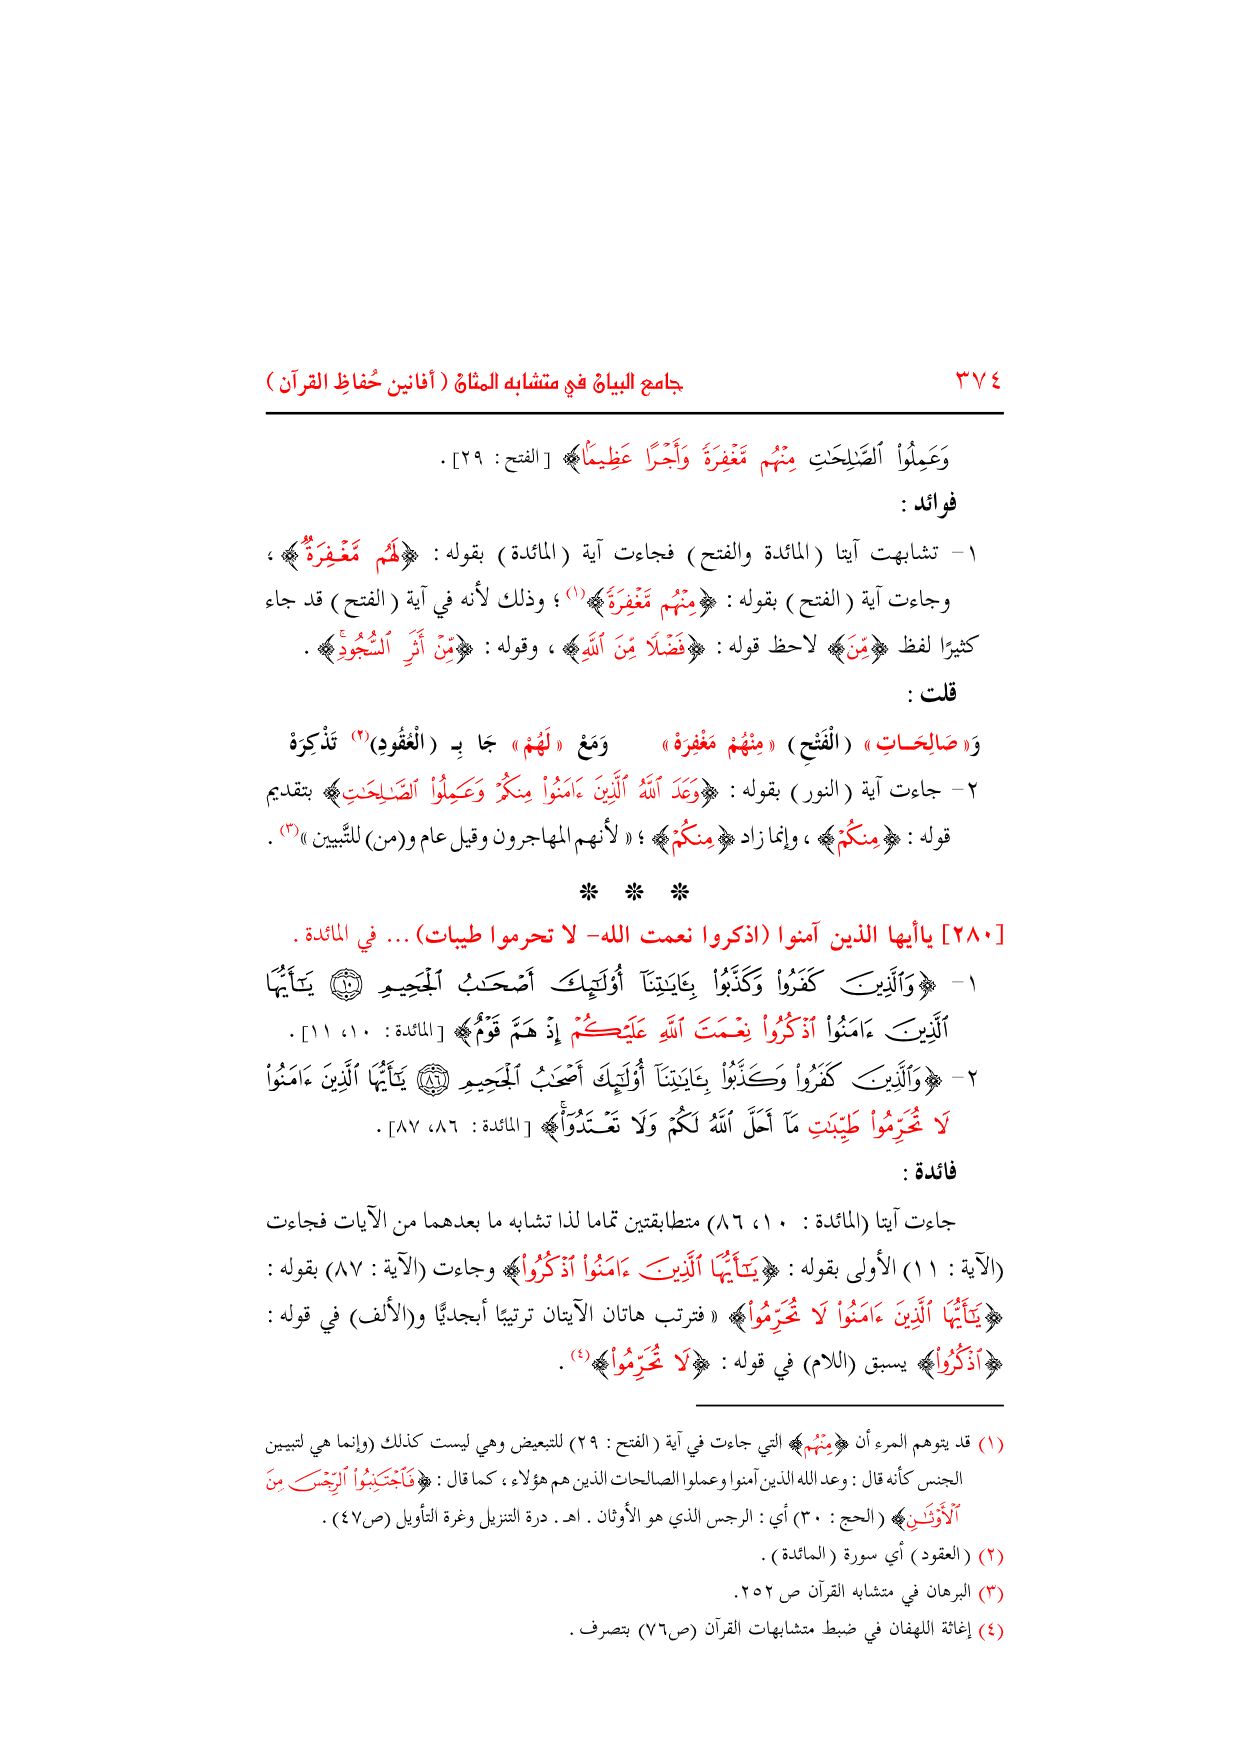 ٣٧٤ جامع البيان في متشابه المثان ( أفانين حُفاظِ القرآن )
وَعَمِلُوا۟ ٱلصَّٰلِحَٰتِ مِنْهُم مَّغْفِرَةً وَأَجْرًا عَظِيمًۢا﴾ [ الفتح : ٢٩] .
فوائد :
١- تشابهت آيتا ( المائدة والفتح ) فجاءت آية ( المائدة ) بقوله : ﴿لَهُم مَّغْفِرَةٌ﴾ ،
وجاءت آية ( الفتح ) بقوله : ﴿مِنْهُم مَّغْفِرَةً﴾(١) ؛ وذلك لأنه في آية ( الفتح ) قد جاء
كثيرًا لفظ ﴿مِّنَ﴾ لاحظ قوله : ﴿فَضْلًا مِّنَ ٱللَّهِ﴾ ، وقوله : ﴿مِّنْ أَثَرِ ٱلسُّجُودِ ۚ﴾ .
قلت :
وَ« صَالِحَـاتِ » ( الْفَتْحِ ) « مِنْهُمْ مَغْفِرَهْ » وَمَعْ « لَهُمْ » جَا بِـ ( الْعُقُودِ)(٢) تَذْكِرَهْ
٢- جاءت آية ( النور ) بقوله : ﴿وَعَدَ ٱللَّهُ ٱلَّذِينَ ءَامَنُوا۟ مِنكُمْ وَعَمِلُوا۟ ٱلصَّٰلِحَٰتِ﴾ بتقديم
قوله : ﴿مِنكُمْ﴾ ، وإنما زاد ﴿مِنكُمْ﴾ ؛ « لأنهم المهاجرون وقيل عام و(من) للتَّبيين »(٣) .
❊ ❊ ❊
[٢٨٠] ياأيها الذين آمنوا (اذكروا نعمت الله- لا تحرموا طيبات) ... في المائدة .
١- ﴿وَٱلَّذِينَ كَفَرُوا۟ وَكَذَّبُوا۟ بِـَٔايَٰتِنَآ أُو۟لَٰٓئِكَ أَصْحَٰبُ ٱلْجَحِيمِ ۝١٠ يَٰٓأَيُّهَا
ٱلَّذِينَ ءَامَنُوا۟ ٱذْكُرُوا۟ نِعْمَتَ ٱللَّهِ عَلَيْكُمْ إِذْ هَمَّ قَوْمٌ﴾ [ المائدة : ١٠، ١١] .
٢- ﴿وَٱلَّذِينَ كَفَرُوا۟ وَكَذَّبُوا۟ بِـَٔايَٰتِنَآ أُو۟لَٰٓئِكَ أَصْحَٰبُ ٱلْجَحِيمِ ۝٨٦ يَٰٓأَيُّهَا ٱلَّذِينَ ءَامَنُوا۟
لَا تُحَرِّمُوا۟ طَيِّبَٰتِ مَآ أَحَلَّ ٱللَّهُ لَكُمْ وَلَا تَعْتَدُوٓا۟ ۚ﴾ [ المائدة : ٨٦، ٨٧] .
فائدة :
جاءت آيتا (المائدة : ١٠، ٨٦) متطابقتين تماما لذا تشابه ما بعدهما من الآيات فجاءت
(الآية : ١١) الأولى بقوله : ﴿يَٰٓأَيُّهَا ٱلَّذِينَ ءَامَنُوا۟ ٱذْكُرُوا۟﴾ وجاءت (الآية : ٨٧) بقوله :
﴿يَٰٓأَيُّهَا ٱلَّذِينَ ءَامَنُوا۟ لَا تُحَرِّمُوا۟﴾ « فترتب هاتان الآيتان ترتيبًا أبجديًّا و(الألف) في قوله :
﴿ٱذْكُرُوا۟﴾ يسبق (اللام) في قوله : ﴿لَا تُحَرِّمُوا۟﴾(٤) .
(١) قد يتوهم المرء أن ﴿مِنْهُم﴾ التي جاءت في آية ( الفتح : ٢٩) للتبعيض وهي ليست كذلك (وإنما هي لتبيين
الجنس كأنه قال : وعد الله الذين آمنوا وعملوا الصالحات الذين هم هؤلاء ، كما قال : ﴿فَٱجْتَنِبُوا۟ ٱلرِّجْسَ مِنَ
ٱلْأَوْثَٰنِ﴾ ( الحج : ٣٠) أي : الرجس الذي هو الأوثان . اهـ . درة التنزيل وغرة التأويل (ص٤٧) .
(٢) ( العقود ) أي سورة ( المائدة ) .
(٣) البرهان في متشابه القرآن ص ٢٥٢.
(٤) إغاثة اللهفان في ضبط متشابهات القرآن (ص٧٦) بتصرف .